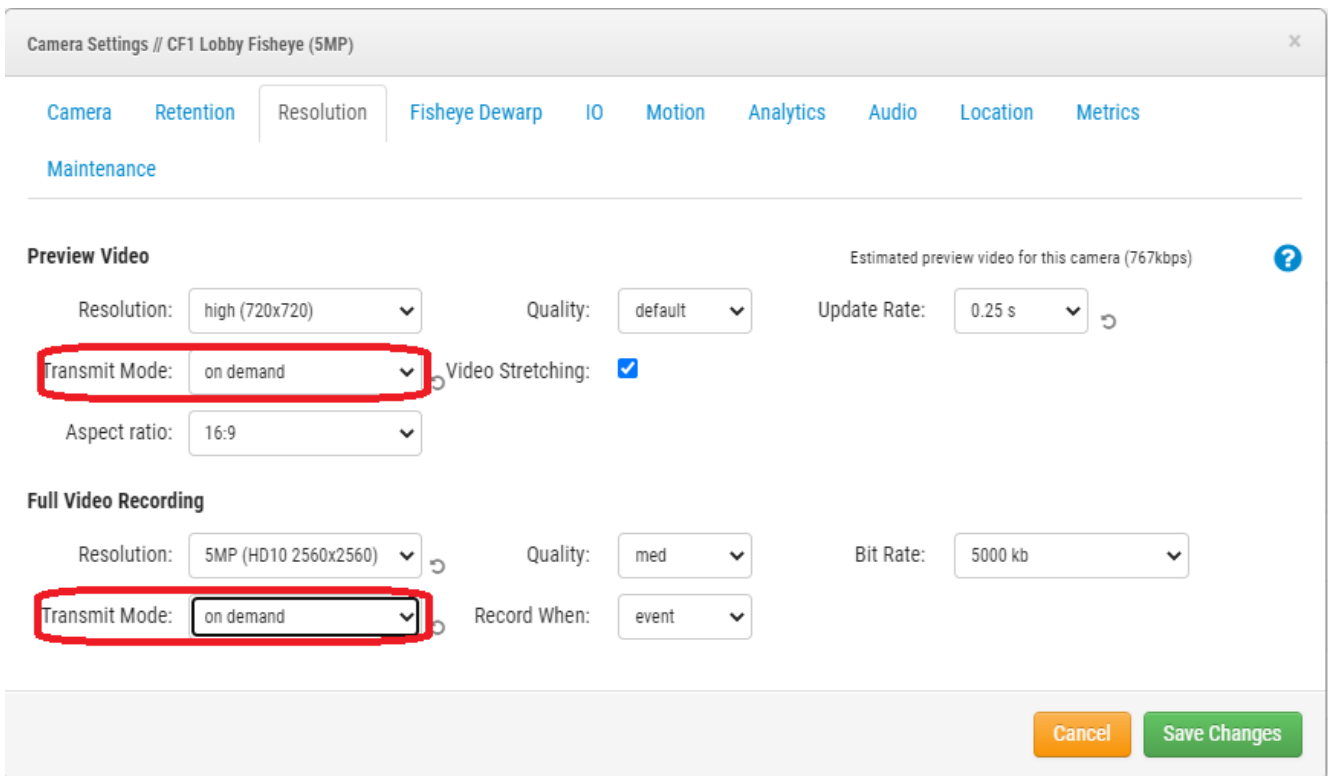 Camera Settings // CF1 Lobby Fisheye (5MP) ×
Camera Retention Resolution Fisheye Dewarp IO Motion Analytics Audio Location Metrics
Maintenance
Preview Video Estimated preview video for this camera (767kbps) ?
Resolution: high (720x720) Quality: default Update Rate: 0.25 s
Transmit Mode: on demand Video Stretching:
Aspect ratio: 16:9
Full Video Recording
Resolution: 5MP (HD10 2560x2560) Quality: med Bit Rate: 5000 kb
Transmit Mode: on demand Record When: event
Cancel Save Changes